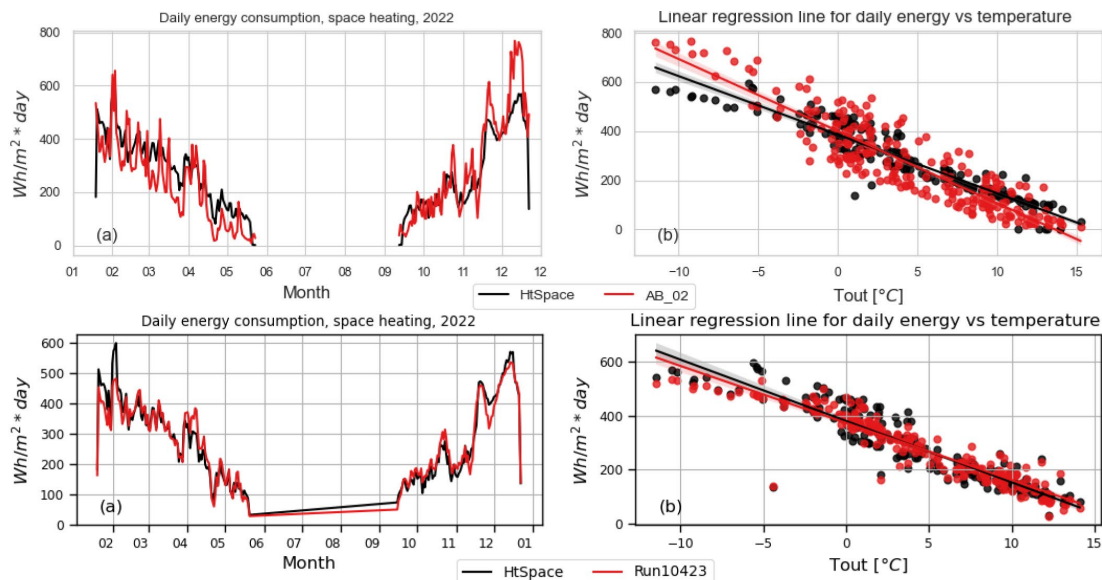 Daily energy consumption, space heating, 2022
800
600
400
200
0
Wh/m² * day
(a)
01 02 03 04 05 06 07 08 09 10 11 12 12
Month
Linear regression line for daily energy vs temperature
800
600
400
200
0
Wh/m² * day
(b)
−10 −5 0 5 10 15
Tout [°C]
HtSpace AB_02
Daily energy consumption, space heating, 2022
600
500
400
300
200
100
0
Wh/m² * day
(a)
02 03 04 05 06 07 08 09 10 11 12 01
Month
Linear regression line for daily energy vs temperature
800
600
400
200
0
Wh/m² * day
(b)
−10 −5 0 5 10 15
Tout [°C]
HtSpace Run10423